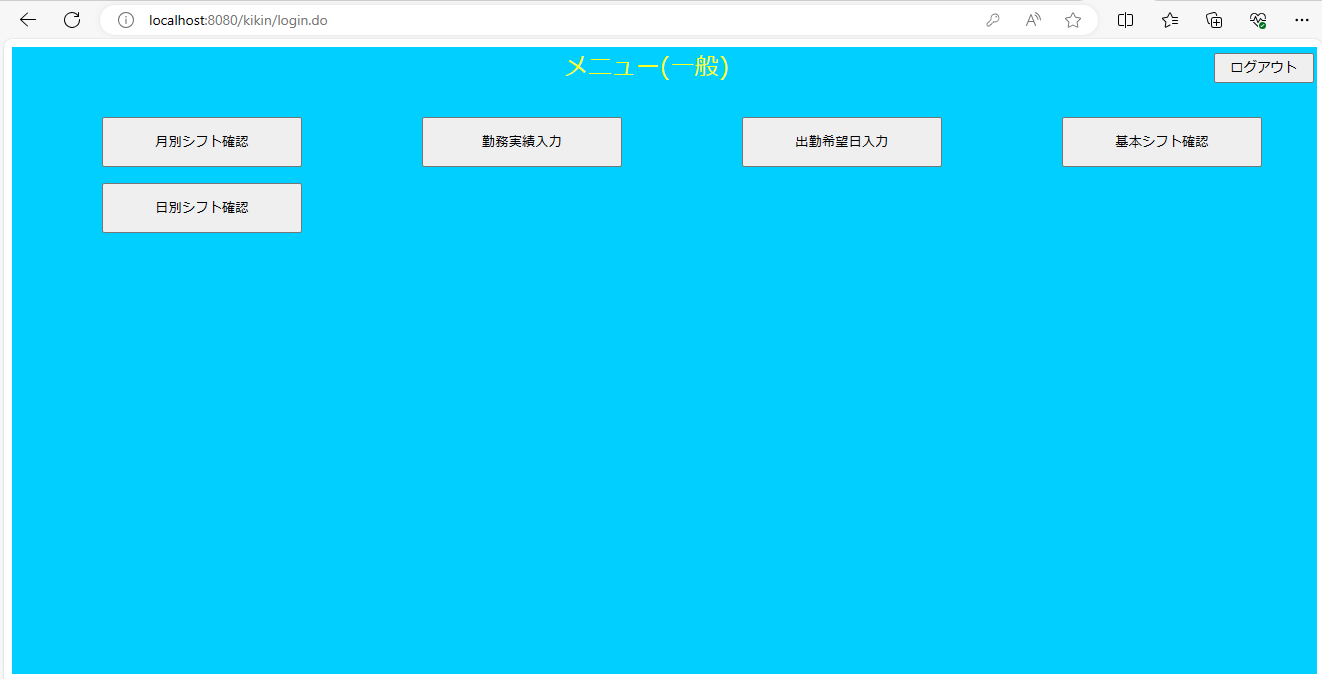 localhost:8080/kikin/login.do
メニュー(一般)
ログアウト
月別シフト確認
勤務実績入力
出勤希望日入力
基本シフト確認
日別シフト確認